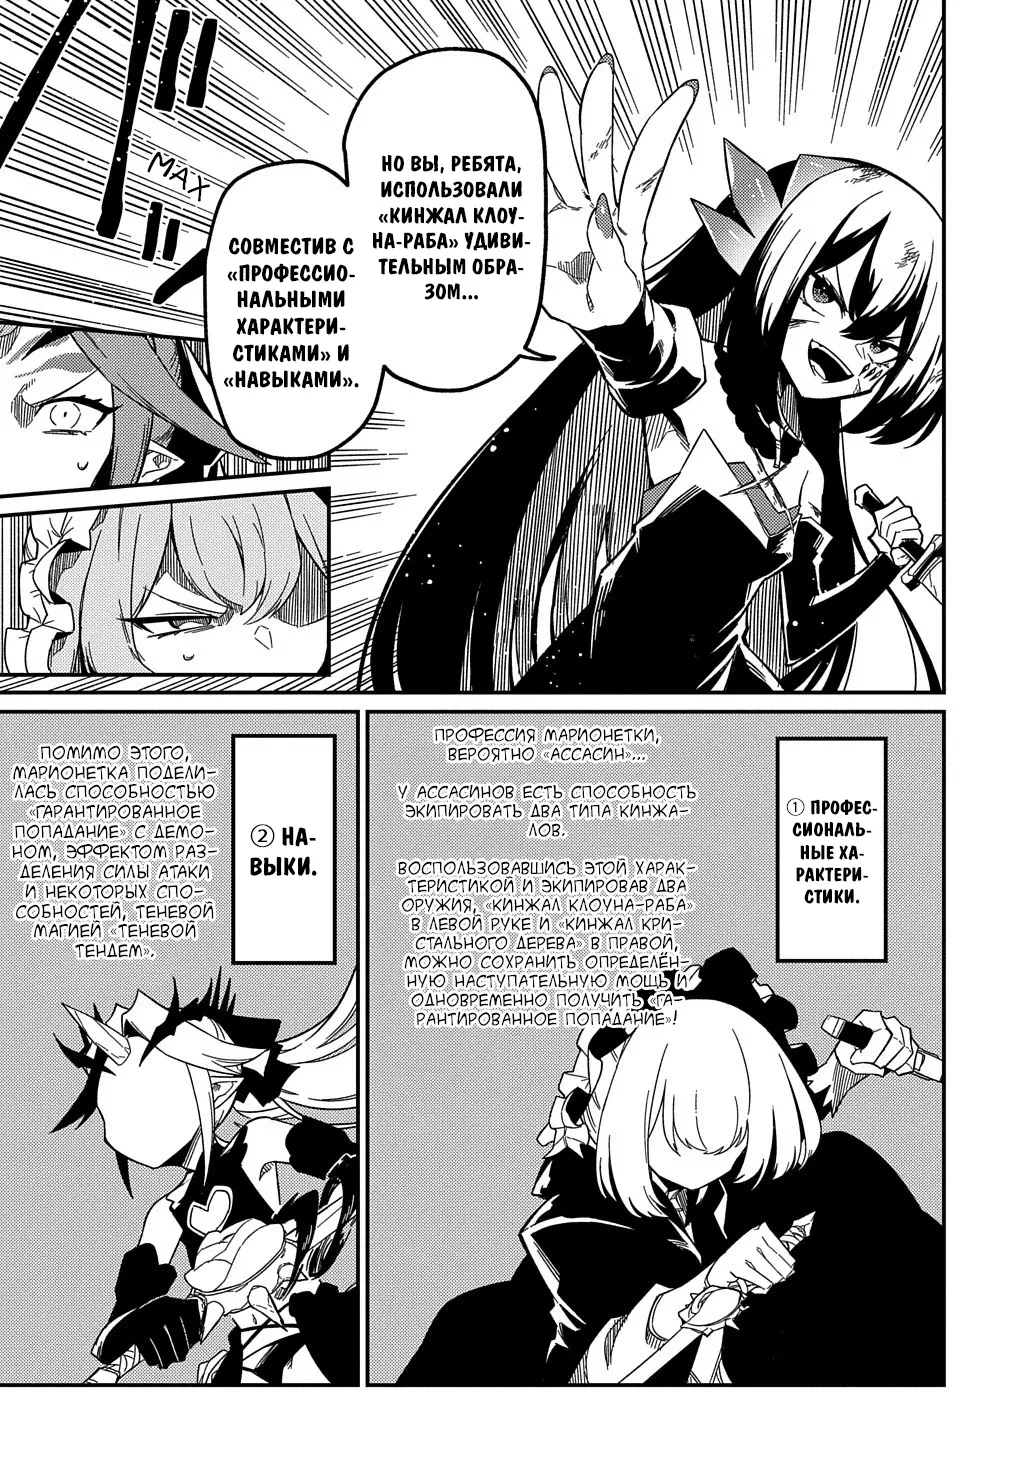 НО ВЫ, РЕБЯТА,
ИСПОЛЬЗОВАЛИ
«КИНЖАЛ КЛОУ-
НА-РАБА» УДИВИ-
ТЕЛЬНЫМ ОБРА-
ЗОМ...
СОВМЕСТИВ С
«ПРОФЕССИО-
НАЛЬНЫМИ
ХАРАКТЕРИ-
СТИКАМИ» И
«НАВЫКАМИ».
МАХ
① ПРОФЕС-
СИОНАЛЬ-
НЫЕ ХА-
РАКТЕРИ-
СТИКИ.
ПРОФЕССИЯ МАРИОНЕТКИ,
ВЕРОЯТНО «АССАСИН»...
У АССАСИНОВ ЕСТЬ СПОСОБНОСТЬ
ЭКИПИРОВАТЬ ДВА ТИПА КИНЖА-
ЛОВ.
ВОСПОЛЬЗОВАВШИСЬ ЭТОЙ ХАРАК-
ТЕРИСТИКОЙ И ЭКИПИРОВАВ ДВА
ОРУЖИЯ, «КИНЖАЛ КЛОУНА-РАБА»
В ЛЕВОЙ РУКЕ И «КИНЖАЛ КРИ-
СТАЛЬНОГО ДЕРЕВА» В ПРАВОЙ,
МОЖНО СОХРАНИТЬ ОПРЕДЕЛЁН-
НУЮ НАСТУПАТЕЛЬНУЮ МОЩЬ И
ОДНОВРЕМЕННО ПОЛУЧИТЬ «ГА-
РАНТИРОВАННОЕ ПОПАДАНИЕ»!
② НА-
ВЫКИ.
ПОМИМО ЭТОГО,
МАРИОНЕТКА ПОДЕЛИ-
ЛАСЬ СПОСОБНОСТЬЮ
«ГАРАНТИРОВАННОЕ
ПОПАДАНИЕ» С ДЕМО-
НОМ, ЭФФЕКТОМ РАЗ-
ДЕЛЕНИЯ СИЛЫ АТАКИ
И НЕКОТОРЫХ СПО-
СОБНОСТЕЙ, ТЕНЕВОЙ
МАГИЕЙ «ТЕНЕВОЙ
ТЕНДЕМ».